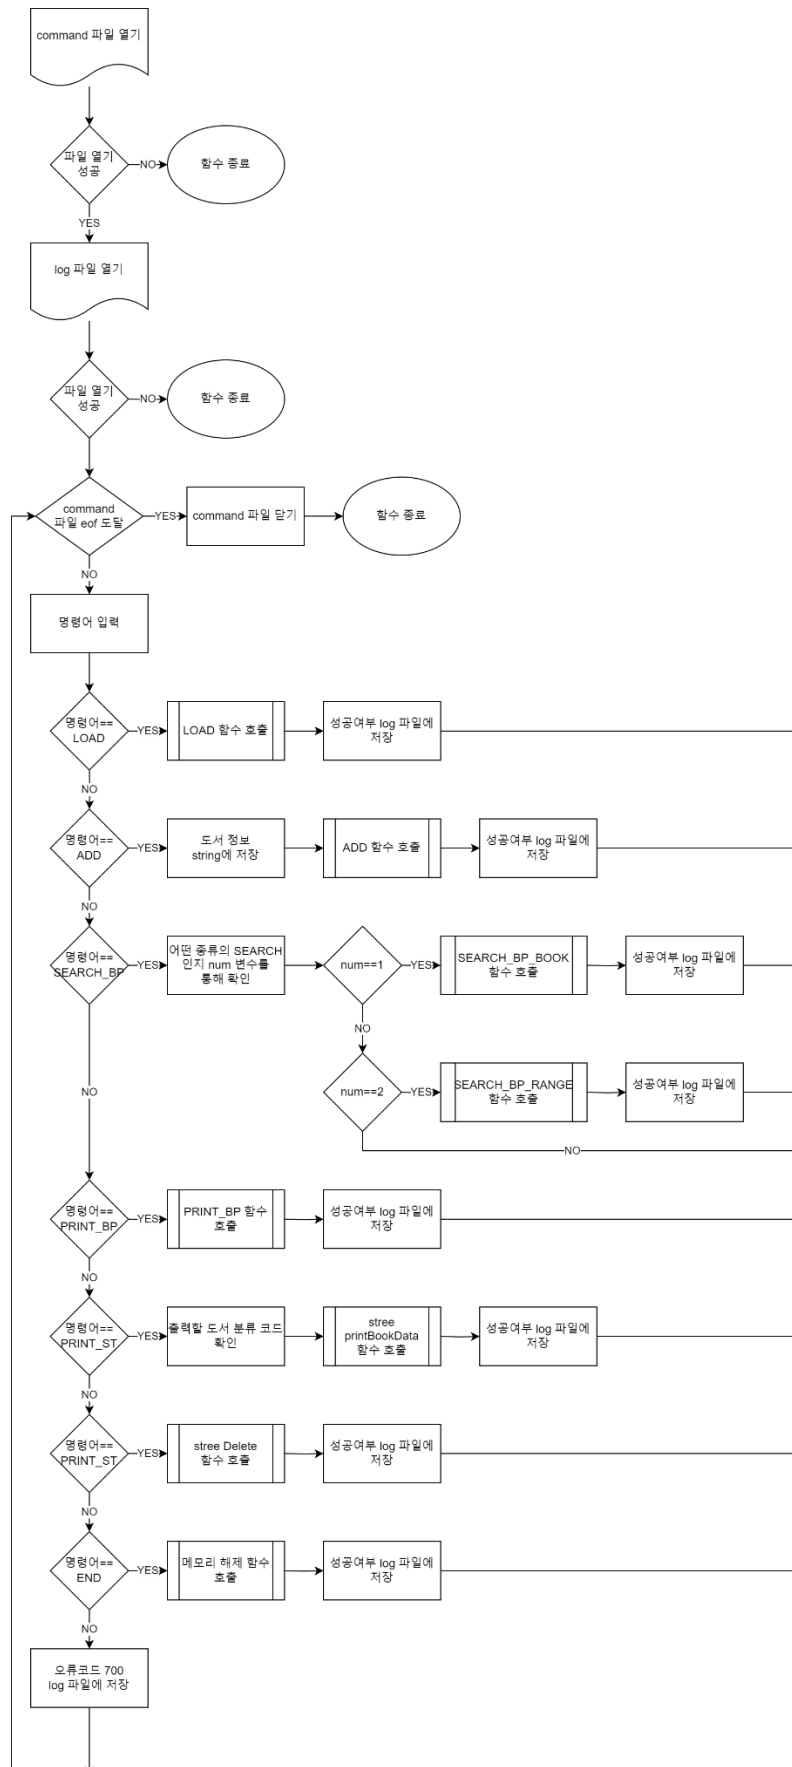 command 파일 열기
파일 열기
성공
NO
함수 종료
YES
log 파일 열기
파일 열기
성공
NO
함수 종료
command
파일 eof 도달
YES
command 파일 닫기
함수 종료
NO
명령어 입력
명령어==
LOAD
YES
LOAD 함수 호출
성공여부 log 파일에
저장
NO
명령어==
ADD
YES
도서 정보
string에 저장
ADD 함수 호출
성공여부 log 파일에
저장
NO
명령어==
SEARCH_BP
YES
어떤 종류의 SEARCH
인지 num 변수를
통해 확인
num==1
YES
SEARCH_BP_BOOK
함수 호출
성공여부 log 파일에
저장
NO
NO
num==2
YES
SEARCH_BP_RANGE
함수 호출
성공여부 log 파일에
저장
NO
명령어==
PRINT_BP
YES
PRINT_BP 함수
호출
성공여부 log 파일에
저장
NO
명령어==
PRINT_ST
YES
출력할 도서 분류 코드
확인
stree
printBookData
함수 호출
성공여부 log 파일에
저장
NO
명령어==
PRINT_ST
YES
stree Delete
함수 호출
성공여부 log 파일에
저장
NO
명령어==
END
YES
메모리 해제 함수
호출
성공여부 log 파일에
저장
NO
오류코드 700
log 파일에 저장